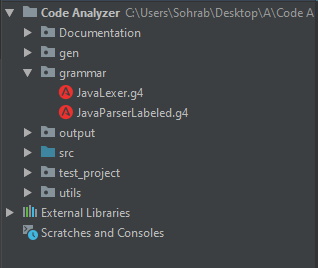 Code Analyzer C:\Users\Sohrab\Desktop\A\Code A
Documentation
gen
grammar
JavaLexer.g4
JavaParserLabeled.g4
output
src
test_project
utils
External Libraries
Scratches and Consoles